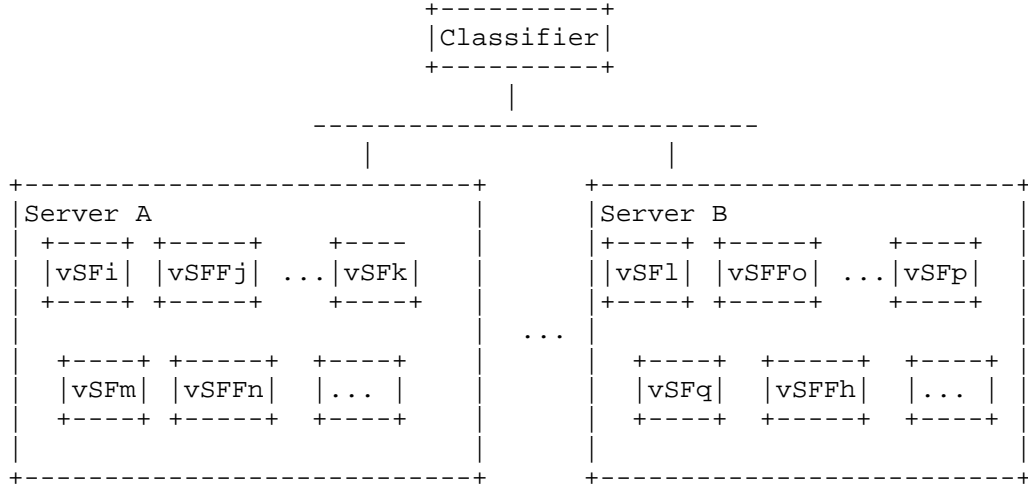 Classifier
Server A Server B
vSFi vSFFj ... vSFk vSFl vSFFo ... vSFp
...
vSFm vSFFn ... vSFq vSFFh ...